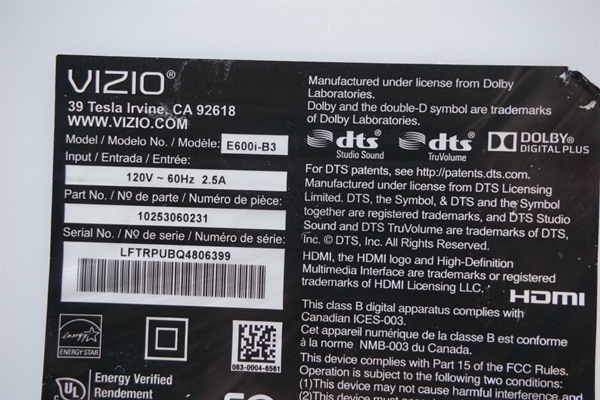 VIZIO®
39 Tesla Irvine, CA 92618
WWW.VIZIO.COM
Model / Modelo No. / Modèle: E600i-B3
Input / Entrada / Entrée:
120V ~ 60Hz 2.5A
Part No. / Nº de parte / Numéro de pièce:
10253060231
Serial No. / Nº de serie / Numéro de série:
LFTRPUBQ4806399
ENERGY STAR
083-0004-6561
UL
Energy Verified
Rendement
Manufactured under license from Dolby
Laboratories.
Dolby and the double-D symbol are trademarks
of Dolby Laboratories.
dts Studio Sound
dts TruVolume
DOLBY DIGITAL PLUS
For DTS patents, see http://patents.dts.com.
Manufactured under license from DTS Licensing
Limited. DTS, the Symbol, & DTS and the Symbol
together are registered trademarks, and DTS Studio
Sound and DTS TruVolume are trademarks of DTS,
Inc. © DTS, Inc. All Rights Reserved.
HDMI, the HDMI logo and High-Definition
Multimedia Interface are trademarks or registered
trademarks of HDMI Licensing LLC.
HDMI
This class B digital apparatus complies with
Canadian ICES-003.
Cet appareil numérique de la classe B est conforme
à la norme NMB-003 du Canada.
This device complies with Part 15 of the FCC Rules.
Operation is subject to the following two conditions:
(1)This device may not cause harmful interference, and
(2)This device must